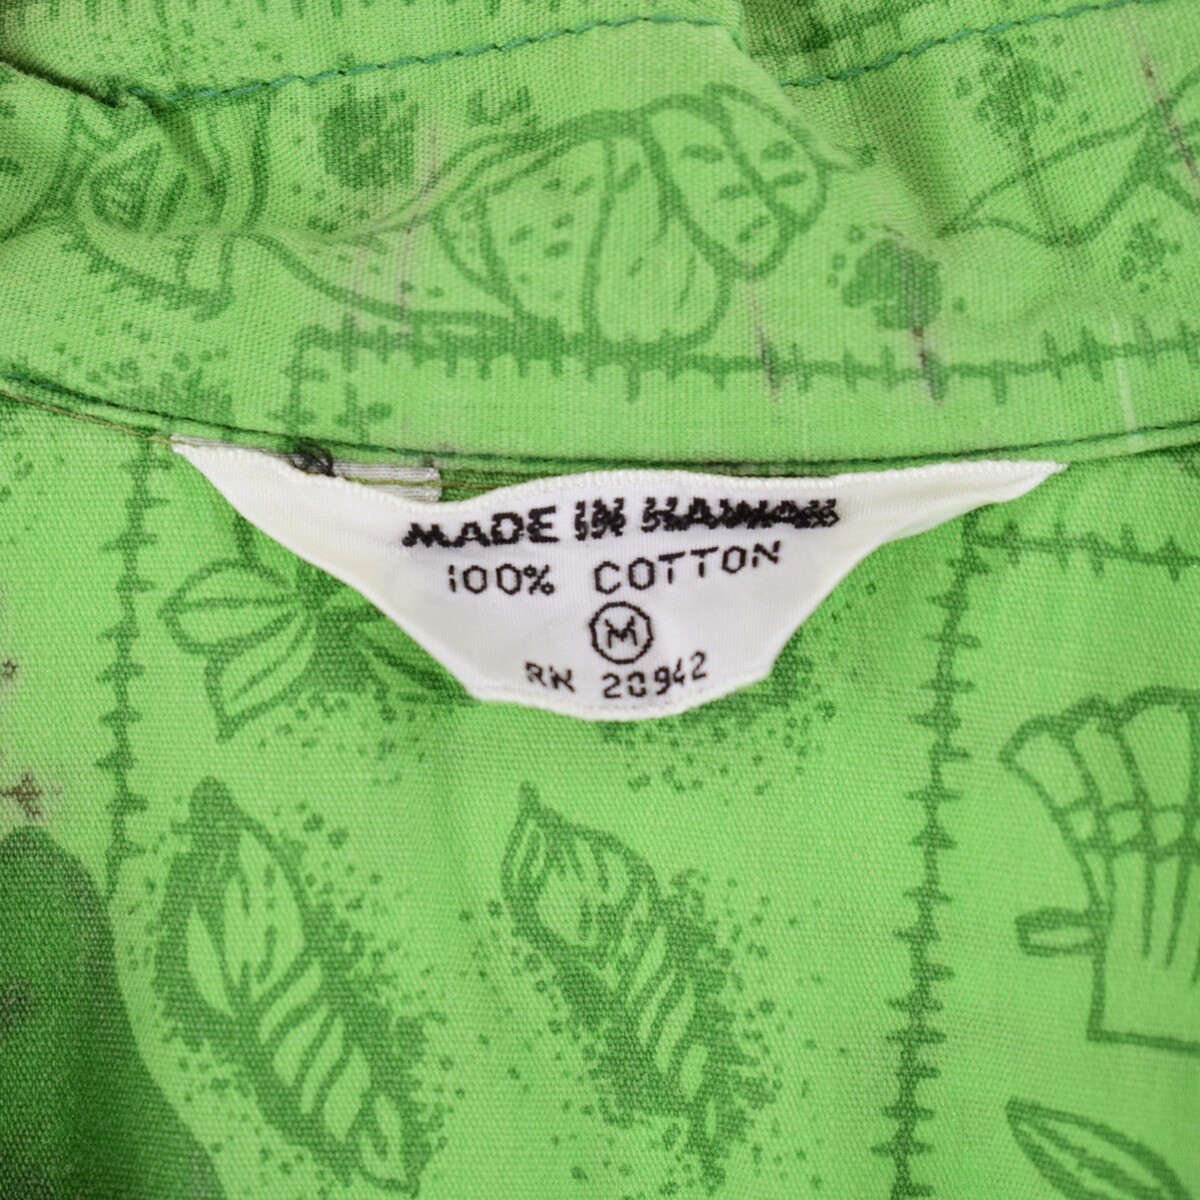 MADE IN HAWAII
100% COTTON
M
RN 20942